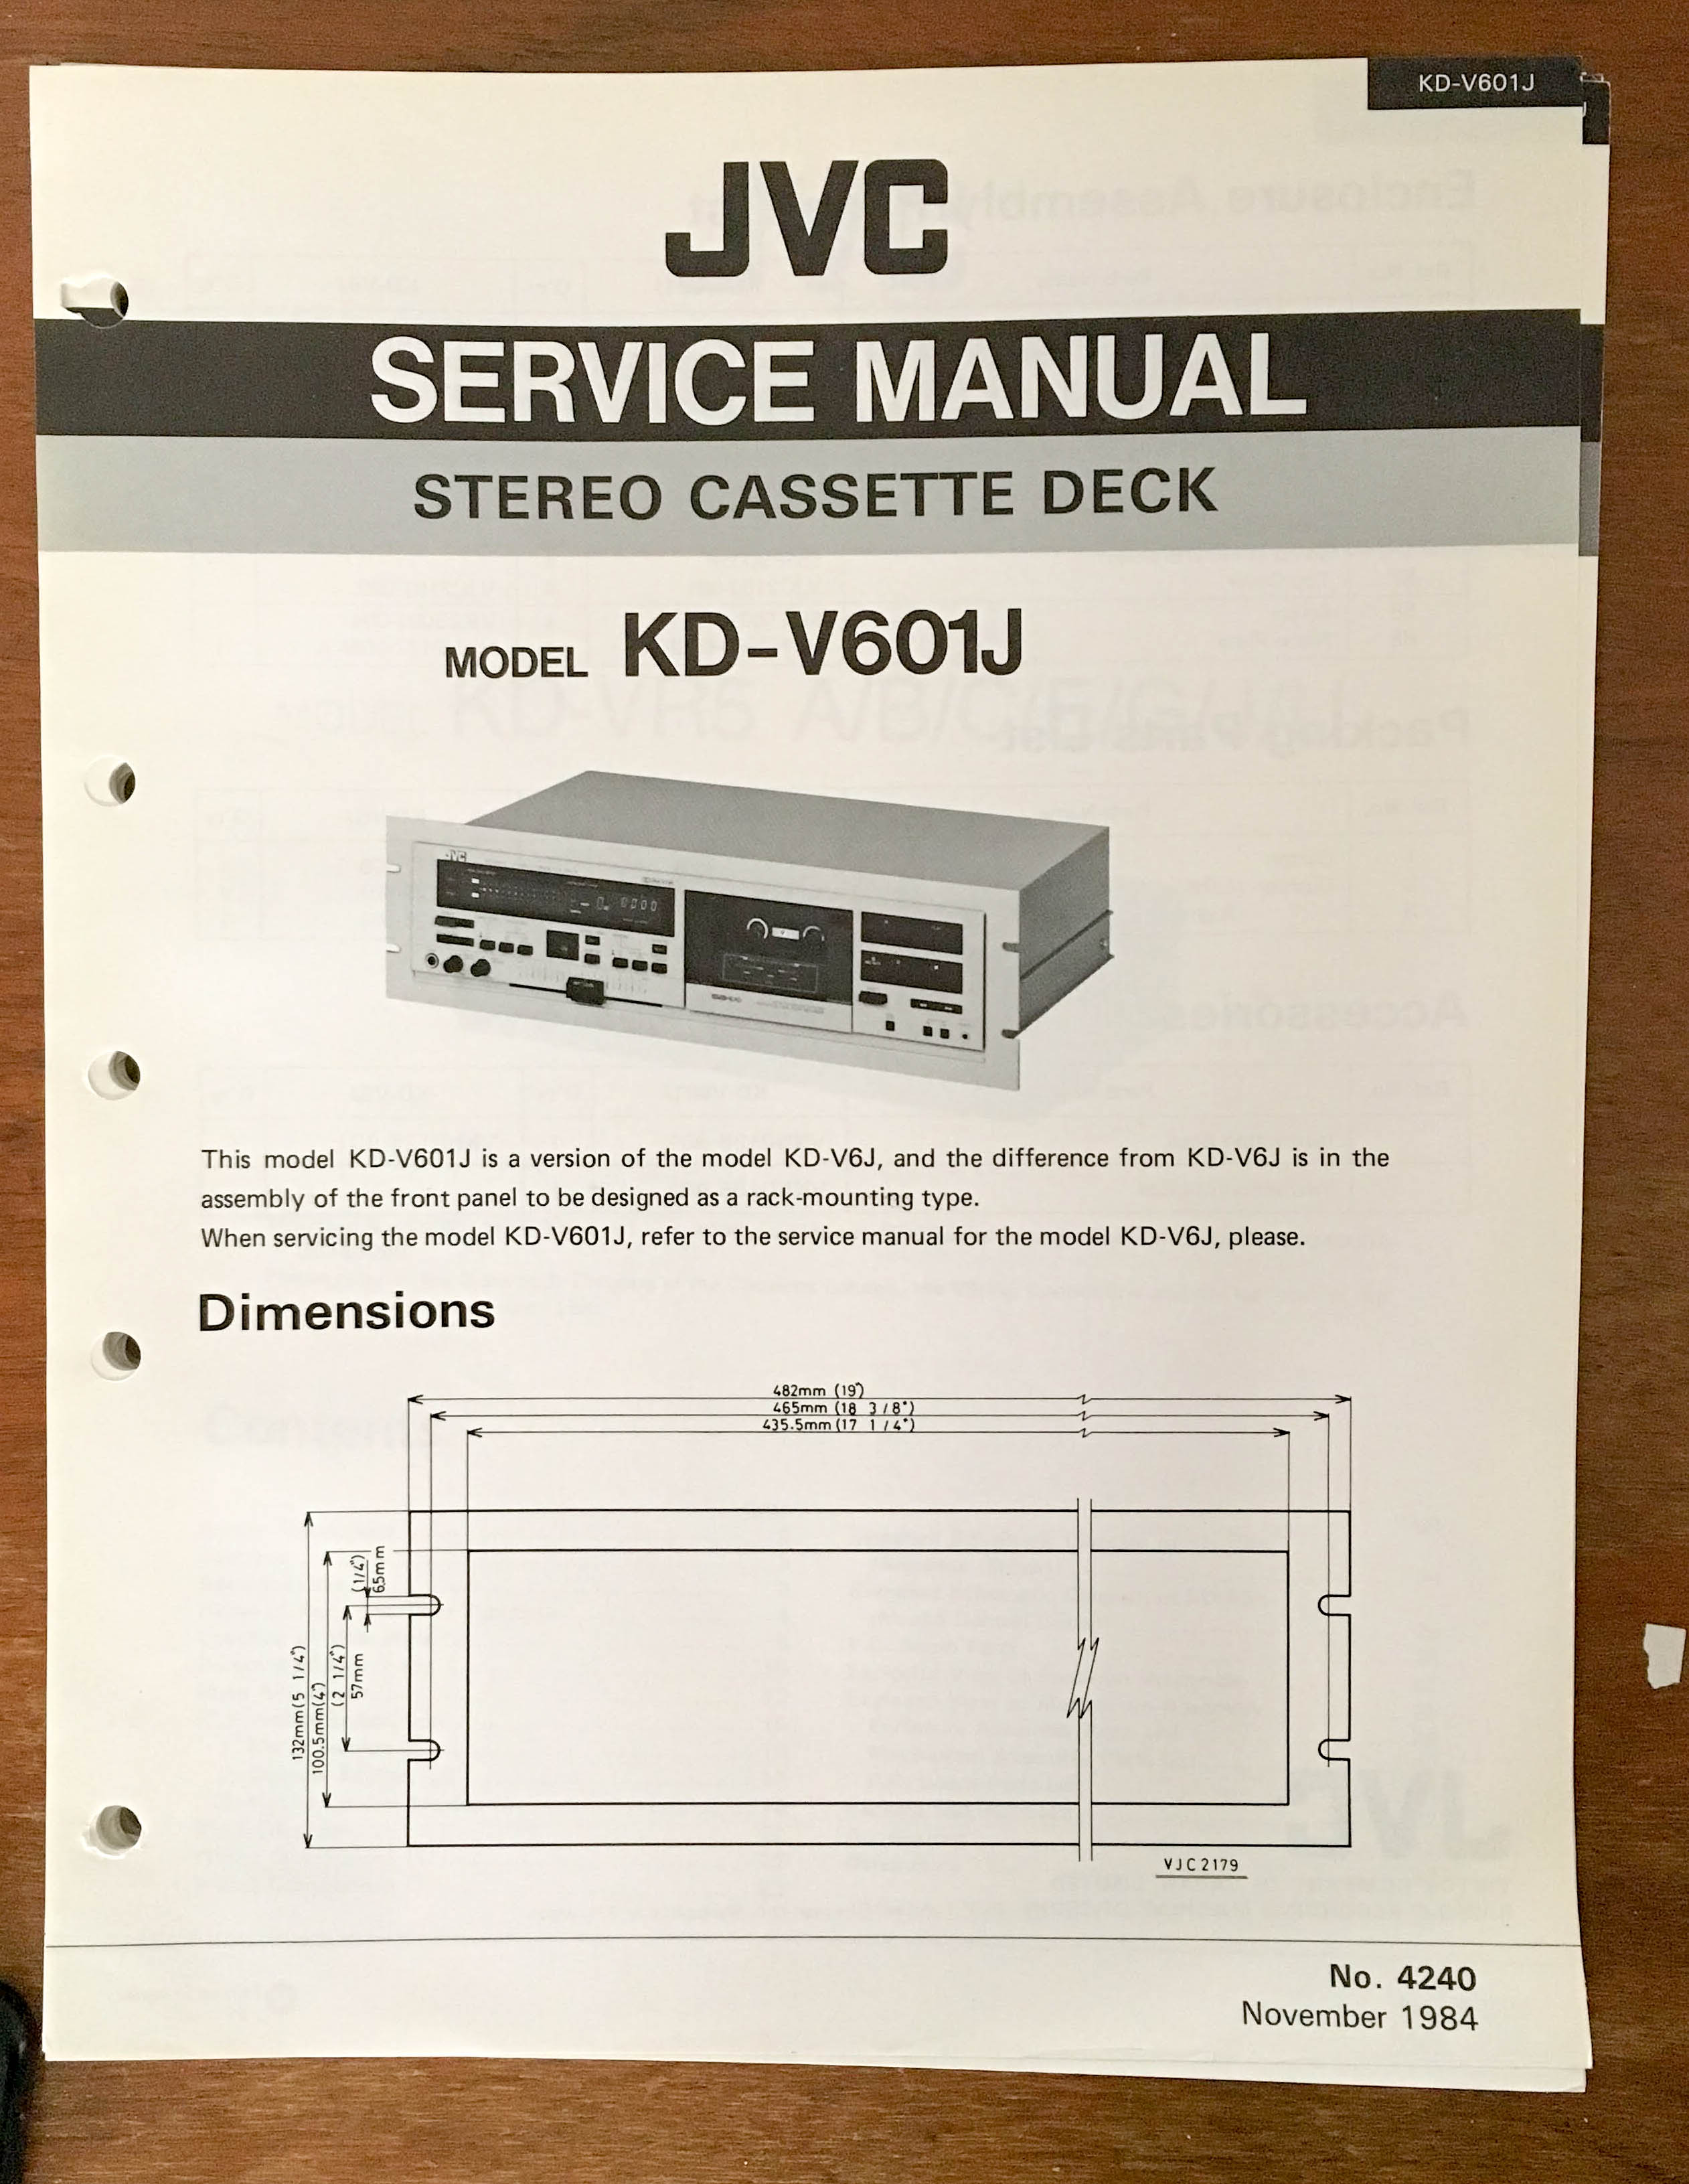 KD-V601J
JVC
SERVICE MANUAL
STEREO CASSETTE DECK
MODEL KD-V601J
JVC
This model KD-V601J is a version of the model KD-V6J, and the difference from KD-V6J is in the
assembly of the front panel to be designed as a rack-mounting type.
When servicing the model KD-V601J, refer to the service manual for the model KD-V6J, please.
Dimensions
482mm (19")
465mm (18 3/8")
435.5mm (17 1/4")
(1/4")
6.5mm
132mm (5 1/4")
100.5mm (4")
(2 1/4")
57mm
VJC2179
No. 4240
November 1984